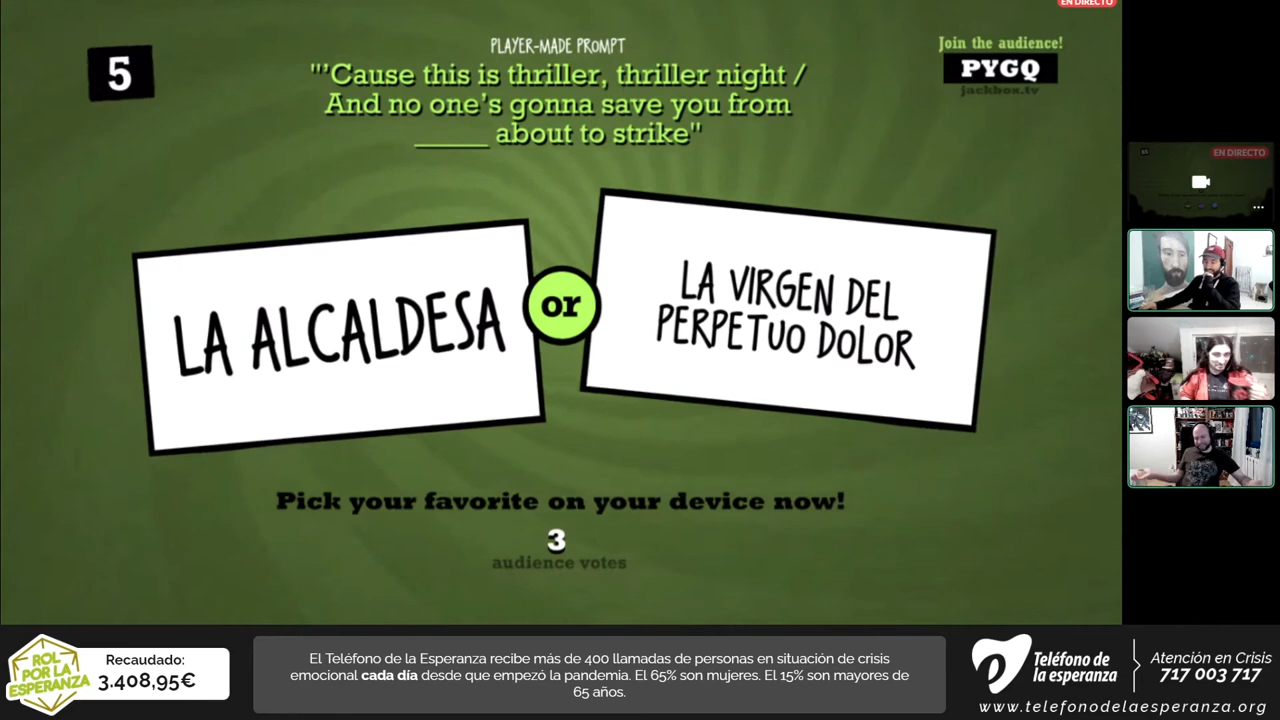 EN DIRECTO
5
PLAYER-MADE PROMPT
"'Cause this is thriller, thriller night /
And no one's gonna save you from
_____ about to strike"
Join the audience!
PYGQ
jackbox.tv
LA ALCALDESA
or
LA VIRGEN DEL
PERPETUO DOLOR
Pick your favorite on your device now!
3
audience votes
EN DIRECTO
ROL
POR LA
ESPERANZA
Recaudado:
3.408,95€
El Teléfono de la Esperanza recibe más de 400 llamadas de personas en situación de crisis
emocional cada día desde que empezó la pandemia. El 65% son mujeres. El 15% son mayores de
65 años.
Teléfono de
la esperanza
Atención en Crisis
717 003 717
www.telefonodelaesperanza.org